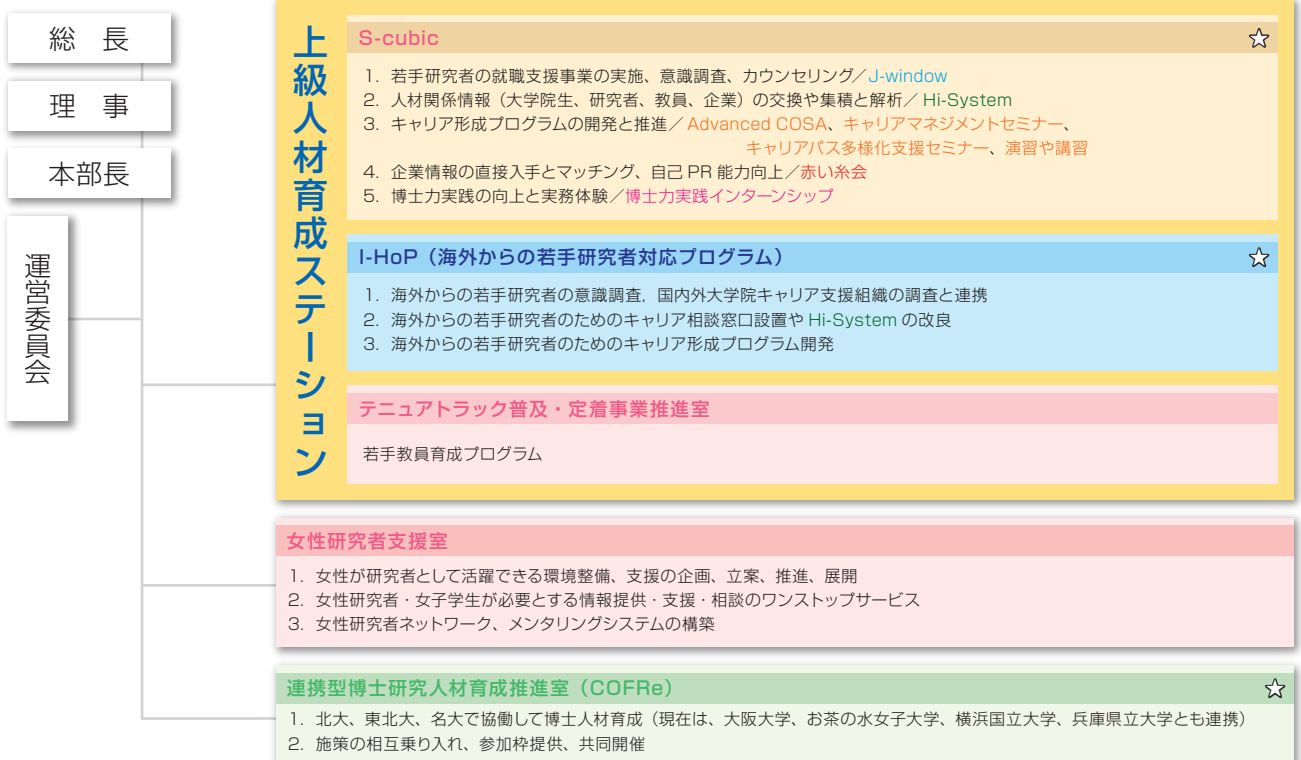 総　長
理　事
本部長
運営委員会
上級人材育成ステーション
S-cubic ☆
1. 若手研究者の就職支援事業の実施、意識調査、カウンセリング／J-window
2. 人材関係情報（大学院生、研究者、教員、企業）の交換や集積と解析／ Hi-System
3. キャリア形成プログラムの開発と推進／ Advanced COSA、キャリアマネジメントセミナー、
キャリアパス多様化支援セミナー、演習や講習
4. 企業情報の直接入手とマッチング、自己 PR 能力向上／赤い糸会
5. 博士力実践の向上と実務体験／博士力実践インターンシップ
I-HoP（海外からの若手研究者対応プログラム） ☆
1. 海外からの若手研究者の意識調査，国内外大学院キャリア支援組織の調査と連携
2. 海外からの若手研究者のためのキャリア相談窓口設置や Hi-System の改良
3. 海外からの若手研究者のためのキャリア形成プログラム開発
テニュアトラック普及・定着事業推進室
若手教員育成プログラム
女性研究者支援室
1. 女性が研究者として活躍できる環境整備、支援の企画、立案、推進、展開
2. 女性研究者・女子学生が必要とする情報提供・支援・相談のワンストップサービス
3. 女性研究者ネットワーク、メンタリングシステムの構築
連携型博士研究人材育成推進室（COFRe） ☆
1. 北大、東北大、名大で協働して博士人材育成（現在は、大阪大学、お茶の水女子大学、横浜国立大学、兵庫県立大学とも連携）
2. 施策の相互乗り入れ、参加枠提供、共同開催